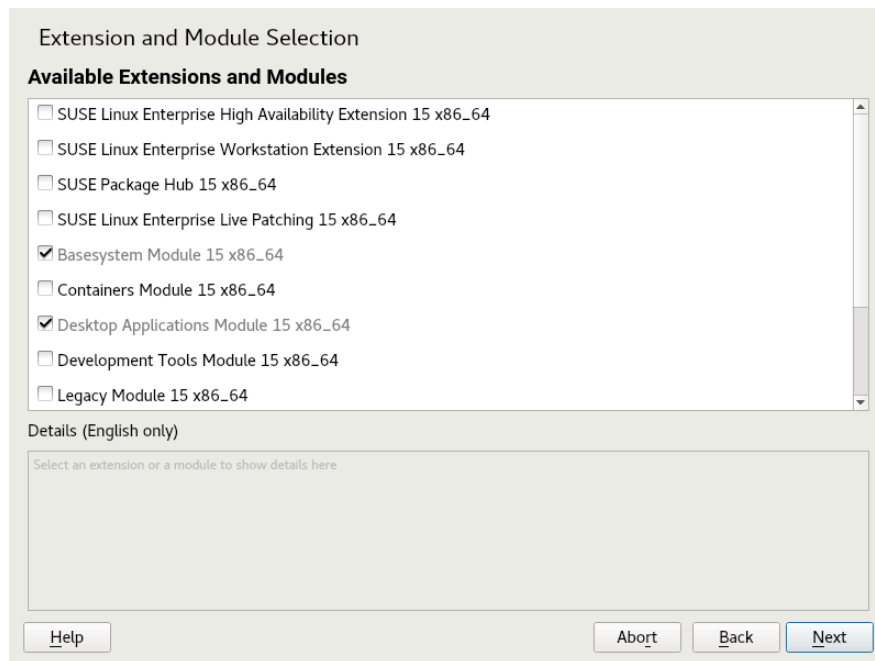 Extension and Module Selection
Available Extensions and Modules
SUSE Linux Enterprise High Availability Extension 15 x86_64
SUSE Linux Enterprise Workstation Extension 15 x86_64
SUSE Package Hub 15 x86_64
SUSE Linux Enterprise Live Patching 15 x86_64
Basesystem Module 15 x86_64
Containers Module 15 x86_64
Desktop Applications Module 15 x86_64
Development Tools Module 15 x86_64
Legacy Module 15 x86_64
Details (English only)
Select an extension or a module to show details here
Help Abort Back Next